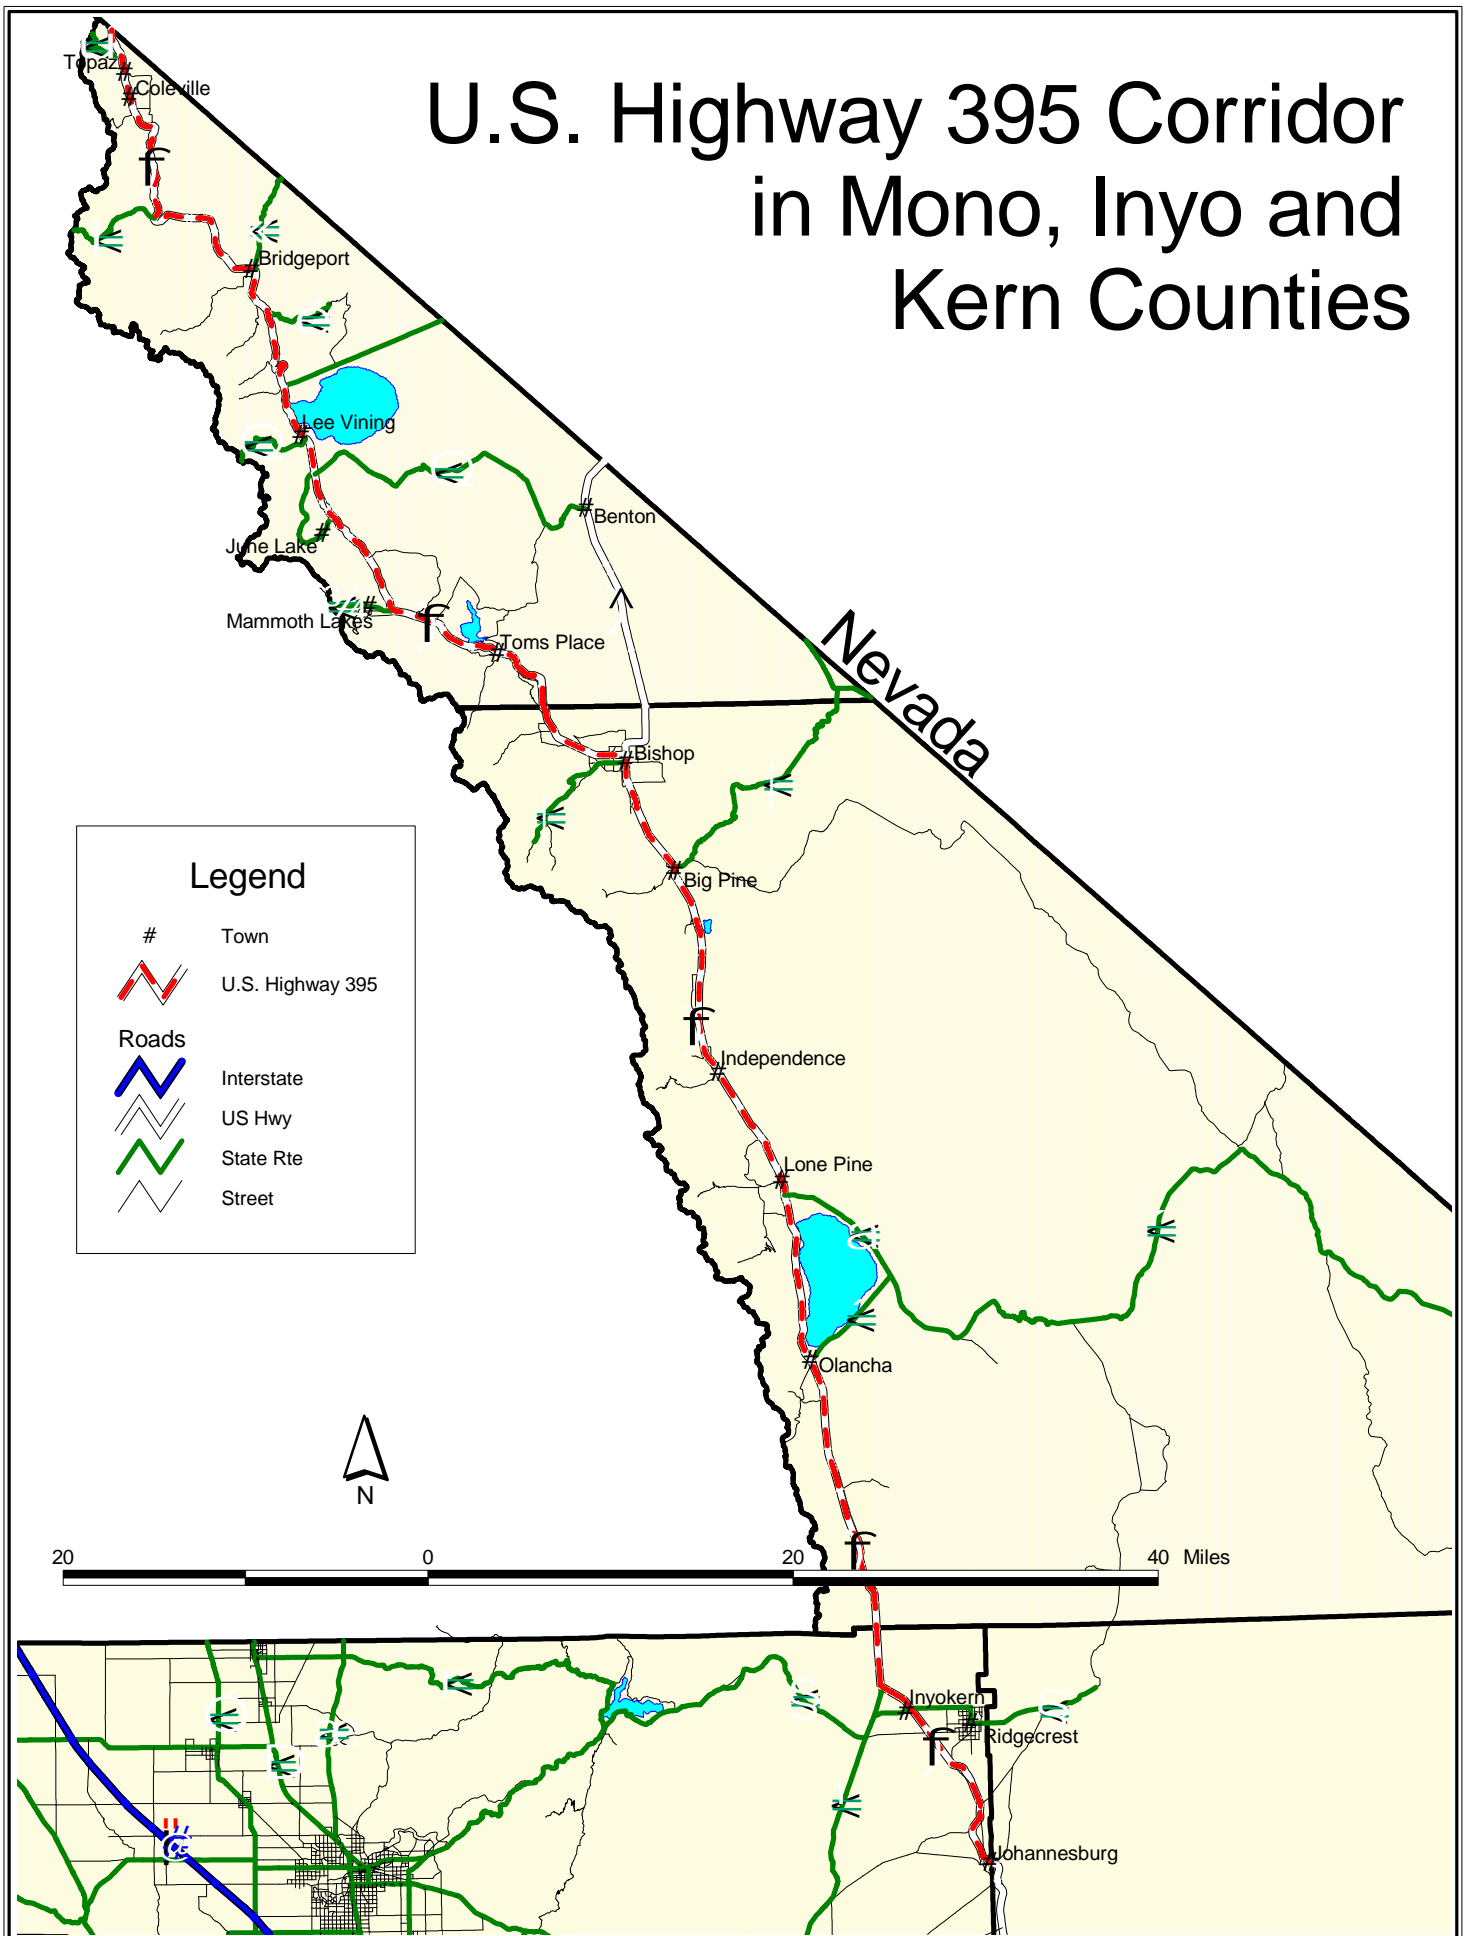 U.S. Highway 395 Corridor
in Mono, Inyo and
Kern Counties
Topaz
#
Coleville
#
f
Bridgeport
#
Lee Vining
#
Benton
#
June Lake
#
Mammoth Lakes
#
f
Toms Place
#
Nevada
Bishop
#
Big Pine
#
Legend
# Town
U.S. Highway 395
Roads
Interstate
US Hwy
State Rte
Street
f
Independence
#
Lone Pine
#
Olancha
#
N
f
20 0 20 40 Miles
Inyokern
#
Ridgecrest
#
f
Johannesburg
#